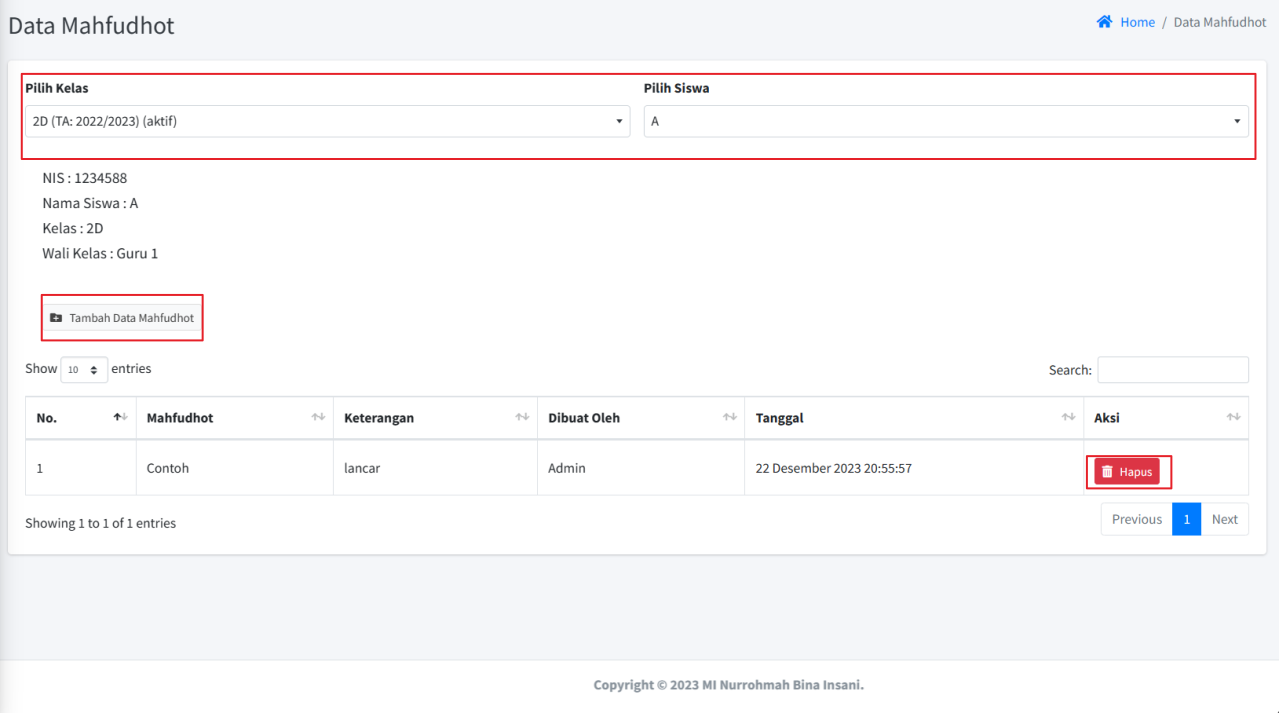 Data Mahfudhot
Home / Data Mahfudhot
Pilih Kelas
Pilih Siswa
2D (TA: 2022/2023) (aktif)
A
NIS : 1234588
Nama Siswa : A
Kelas : 2D
Wali Kelas : Guru 1
Tambah Data Mahfudhot
Show 10 entries
Search:
No. Mahfudhot Keterangan Dibuat Oleh Tanggal Aksi
1 Contoh lancar Admin 22 Desember 2023 20:55:57 Hapus
Showing 1 to 1 of 1 entries
Previous 1 Next
Copyright © 2023 MI Nurrohmah Bina Insani.